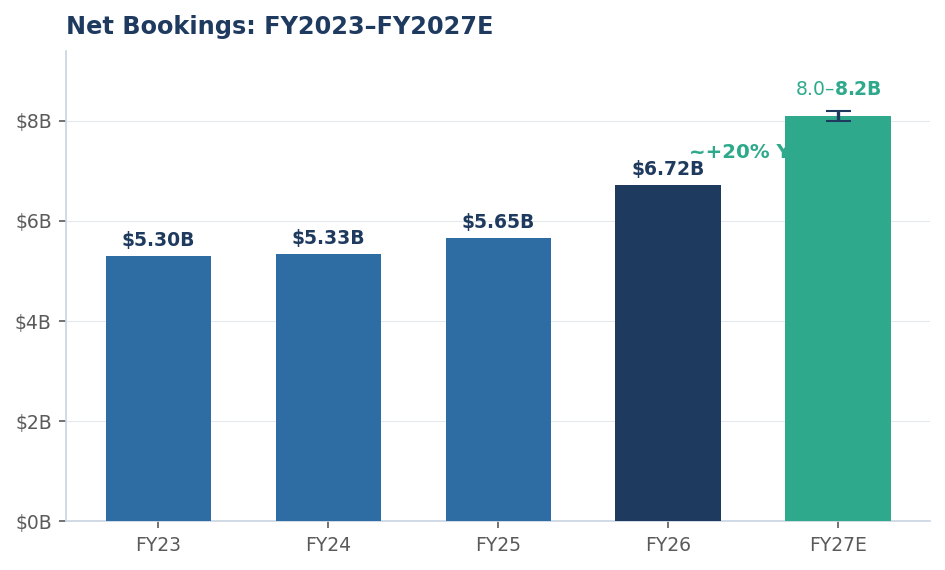 Net Bookings: FY2023–FY2027E
8.0–8.2B
$8B
~+20% Y
$6.72B
$6B
$5.65B
$5.33B
$5.30B
$4B
$2B
$0B
FY23
FY24
FY25
FY26
FY27E